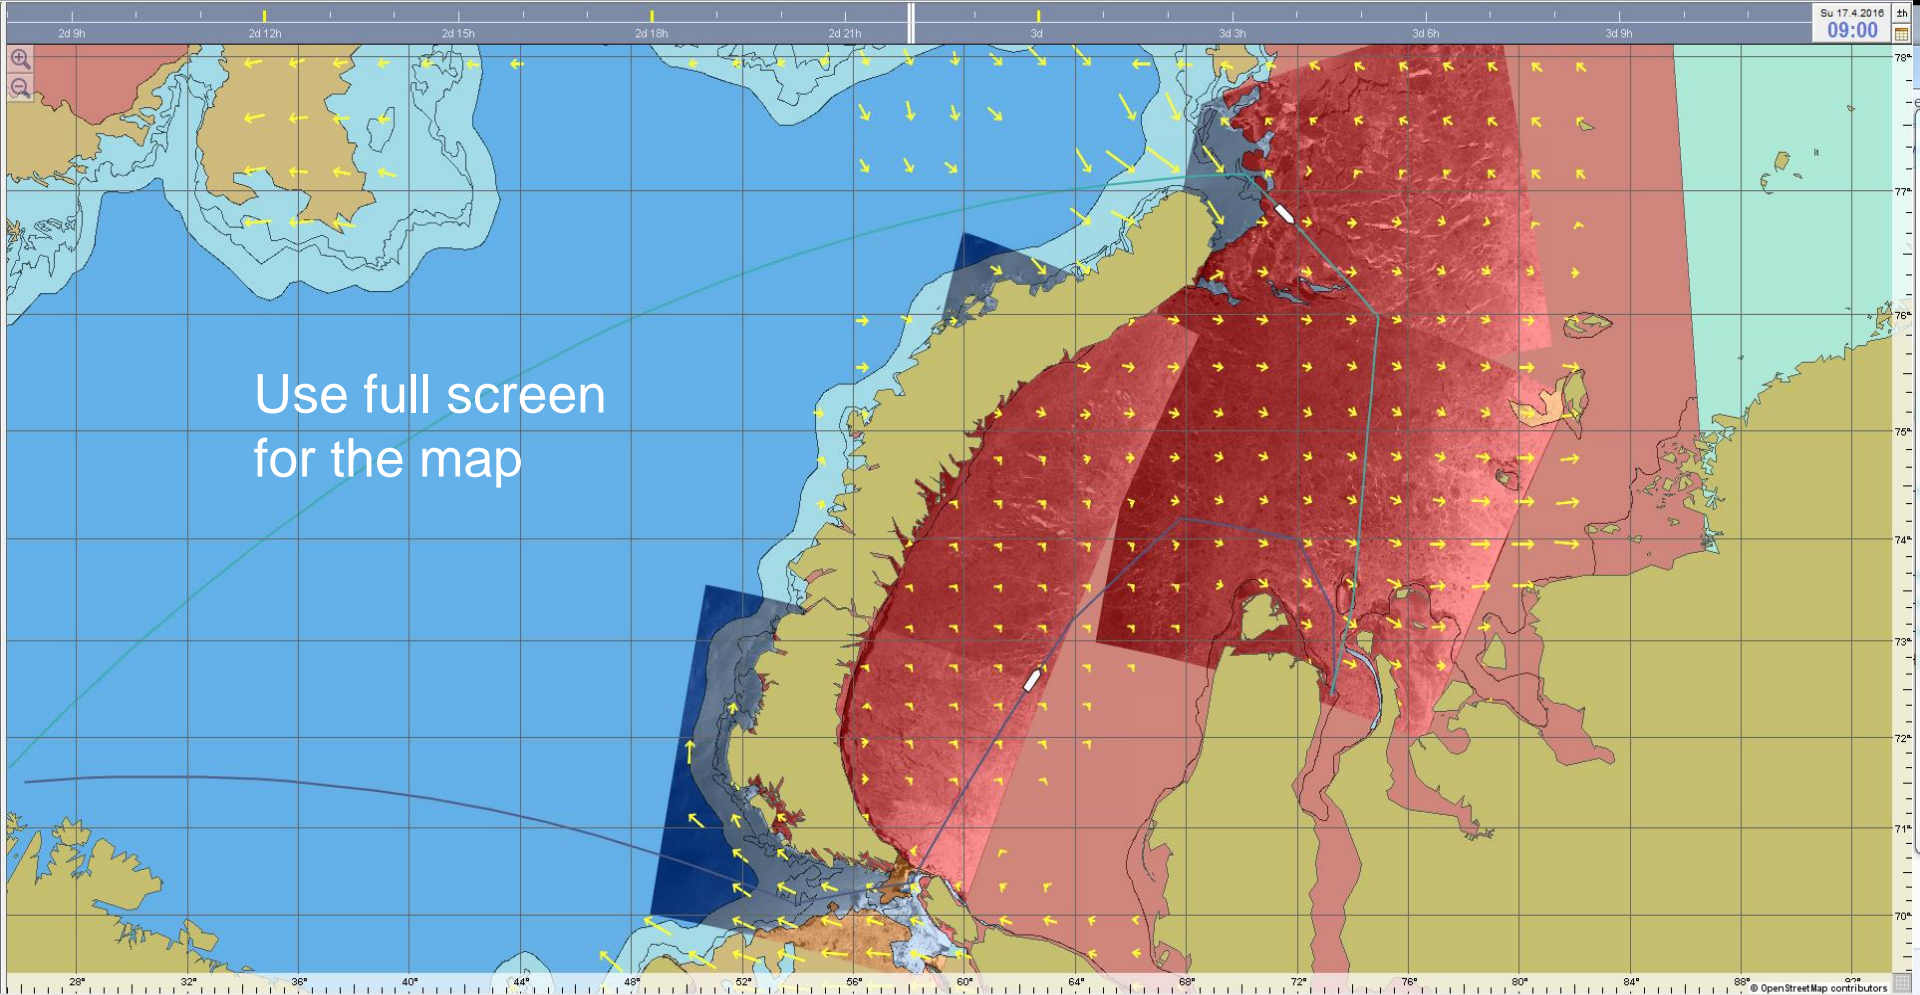 Su 17.4.2016 ±h
09:00
2d 9h 2d 12h 2d 15h 2d 18h 2d 21h 3d 3d 3h 3d 6h 3d 9h
78°
77°
76°
Use full screen
for the map
75°
74°
73°
72°
71°
70°
28° 32° 36° 40° 44° 48° 52° 56° 60° 64° 68° 72° 76° 80° 84° 88° 92°
© OpenStreetMap contributors